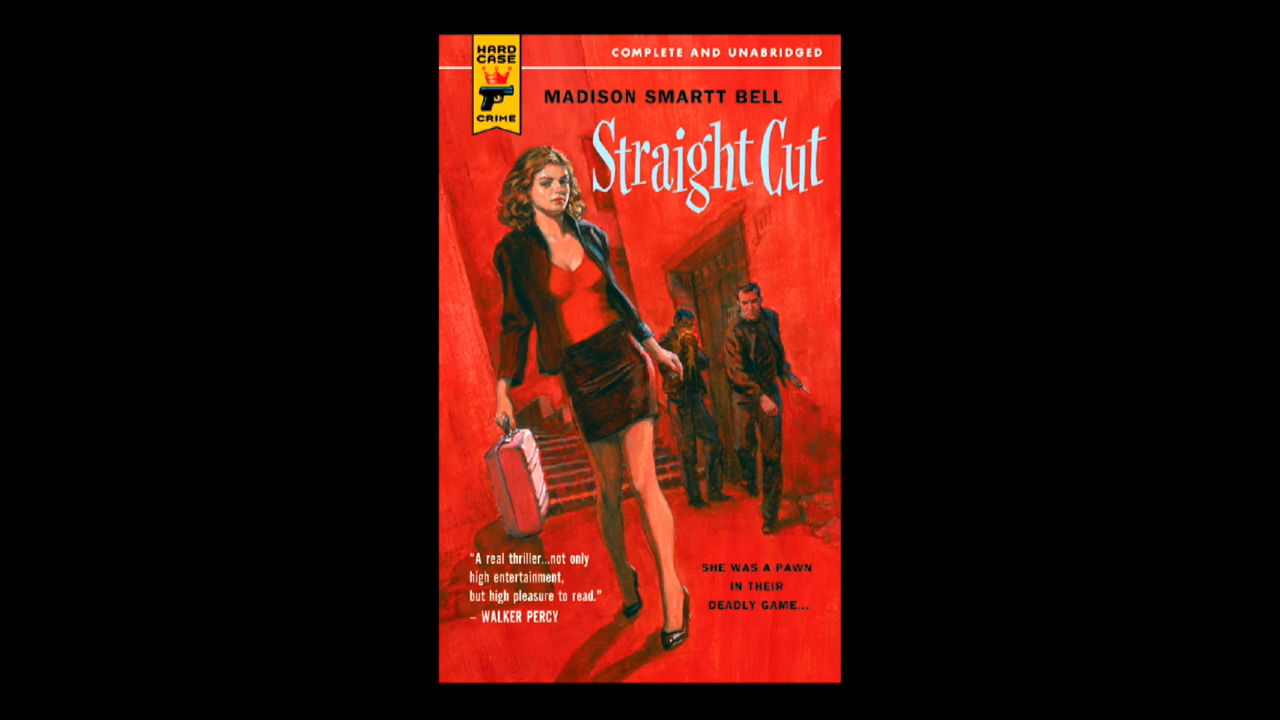 HARD
CASE
CRIME
COMPLETE AND UNABRIDGED
MADISON SMARTT BELL
Straight Cut
"A real thriller...not only
high entertainment,
but high pleasure to read."
– WALKER PERCY
SHE WAS A PAWN
IN THEIR
DEADLY GAME...